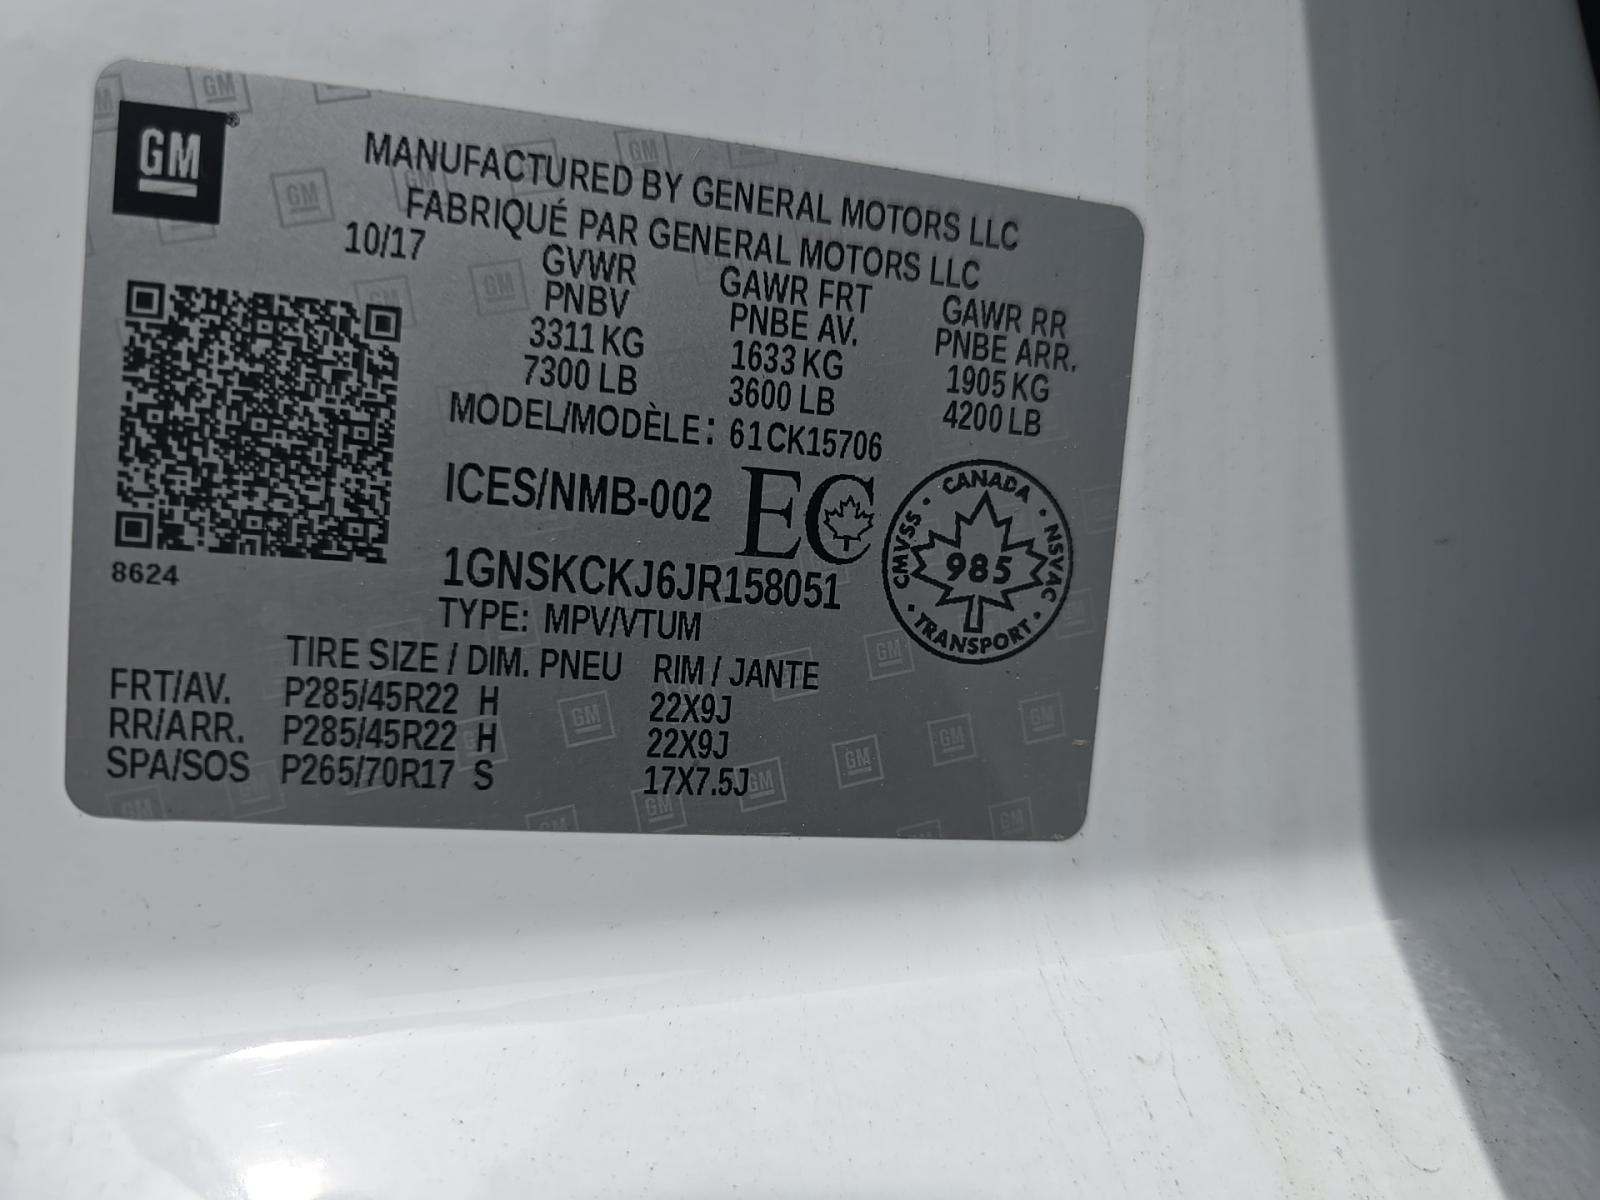 GM
MANUFACTURED BY GENERAL MOTORS LLC
FABRIQUÉ PAR GENERAL MOTORS LLC
10/17
GVWR GAWR FRT GAWR RR
PNBV PNBE AV. PNBE ARR.
3311 KG 1633 KG 1905 KG
7300 LB 3600 LB 4200 LB
MODEL/MODÈLE: 61CK15706
ICES/NMB-002 EC
CANADA
CMVSS · 985 · NSVAC
TRANSPORT
8624
1GNSKCKJ6JR158051
TYPE: MPV/VTUM
TIRE SIZE / DIM. PNEU RIM / JANTE
FRT/AV. P285/45R22 H 22X9J
RR/ARR. P285/45R22 H 22X9J
SPA/SOS P265/70R17 S 17X7.5J